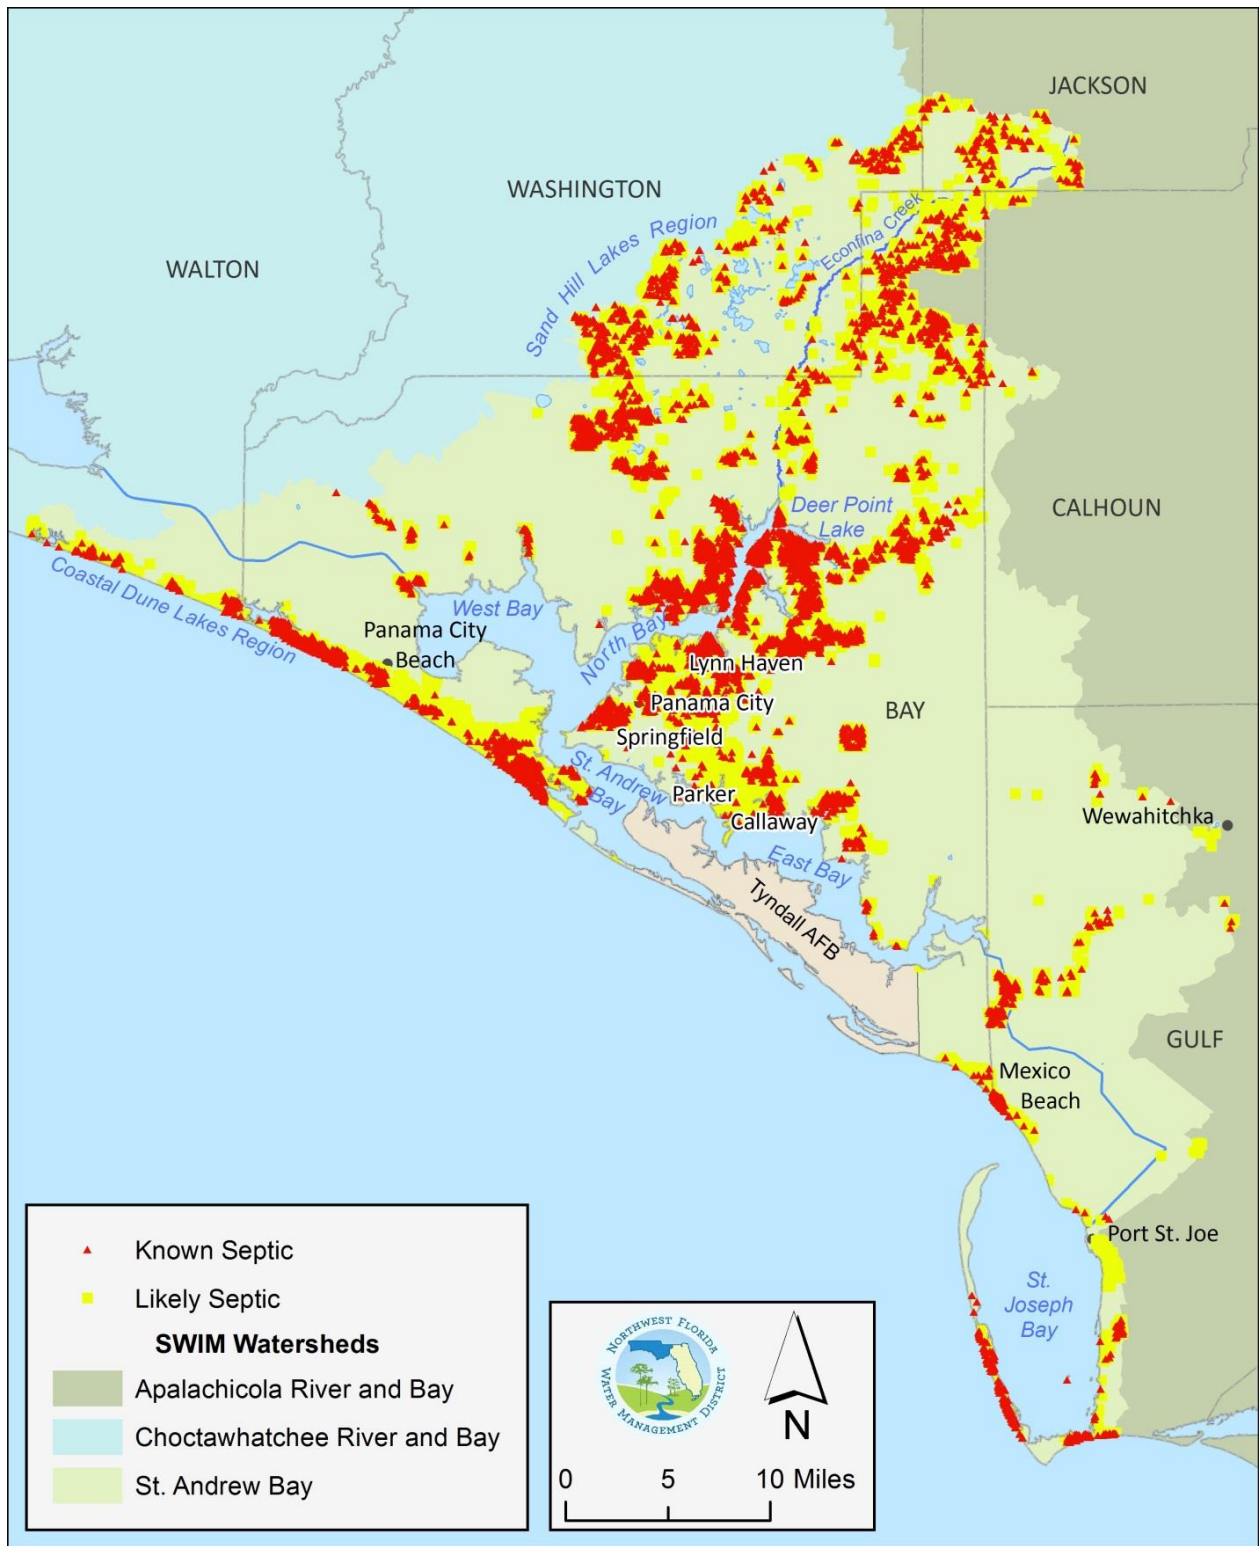 JACKSON
WASHINGTON
Sand Hill Lakes Region
Econfina Creek
WALTON
Deer Point
Lake
CALHOUN
Coastal Dune Lakes Region
West Bay
Panama City
Beach
North Bay
Lynn Haven
Panama City
BAY
Springfield
St. Andrew
Bay
Parker
Callaway
Wewahitchka
East Bay
Tyndall AFB
GULF
Mexico
Beach
Port St. Joe
St.
Joseph
Bay
Known Septic
Likely Septic
SWIM Watersheds
Apalachicola River and Bay
Choctawhatchee River and Bay
St. Andrew Bay
NORTHWEST FLORIDA
WATER MANAGEMENT DISTRICT
N
0 5 10 Miles